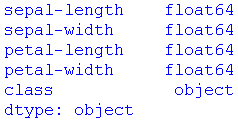 sepal-length    float64
sepal-width     float64
petal-length    float64
petal-width     float64
class            object
dtype: object